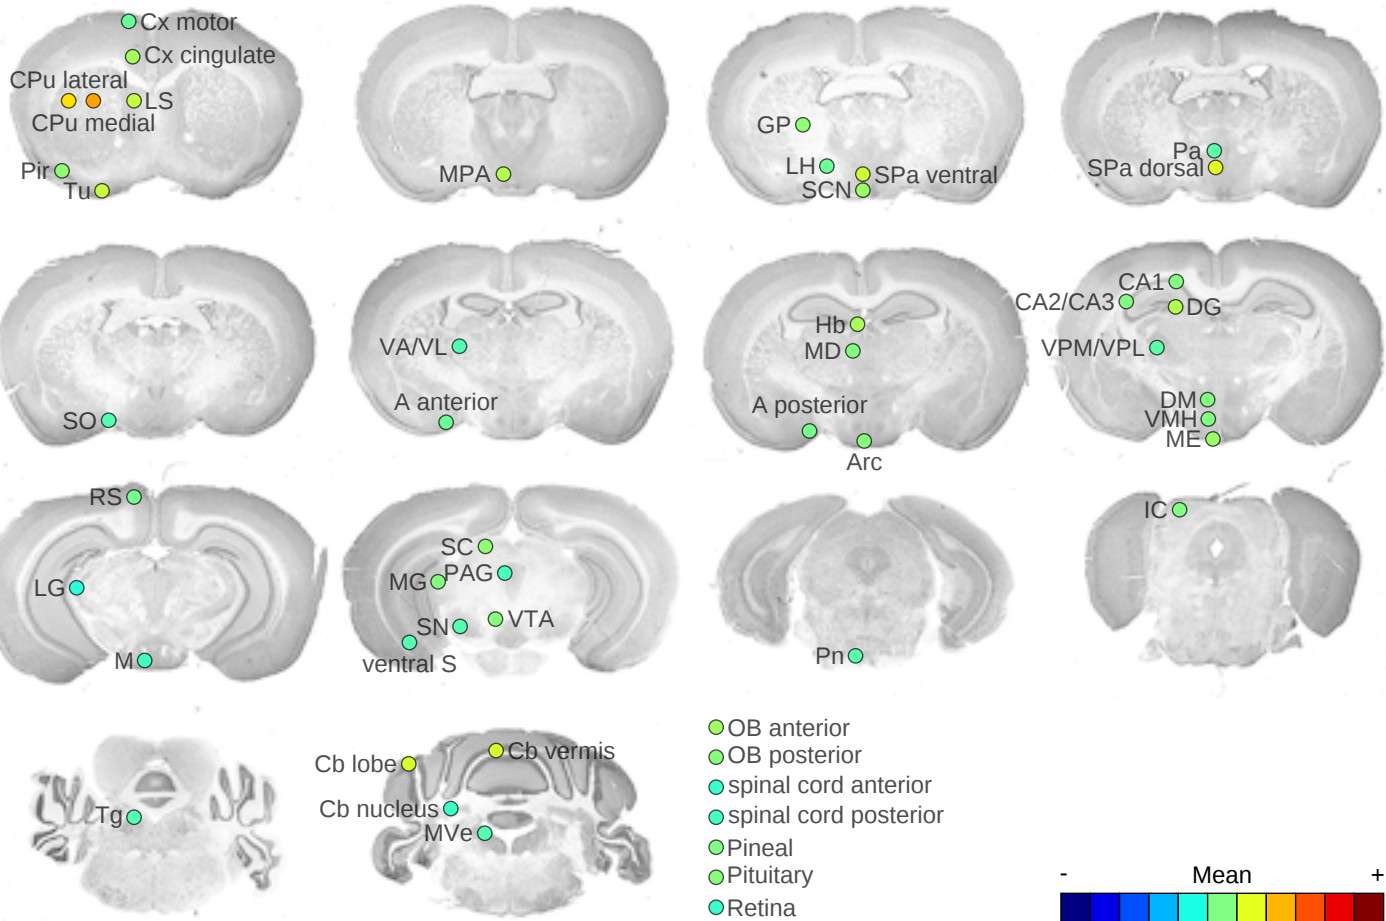 Cx motor
Cx cingulate
CPu lateral
LS
CPu medial
Pir
Tu
MPA
GP
LH
SPa ventral
SCN
Pa
SPa dorsal
SO
VA/VL
A anterior
Hb
MD
A posterior
Arc
CA1
CA2/CA3
DG
VPM/VPL
DM
VMH
ME
RS
LG
M
SC
MG
PAG
SN
VTA
ventral S
Pn
IC
Tg
Cb lobe
Cb vermis
Cb nucleus
MVe
OB anterior
OB posterior
spinal cord anterior
spinal cord posterior
Pineal
Pituitary
Retina
- Mean +